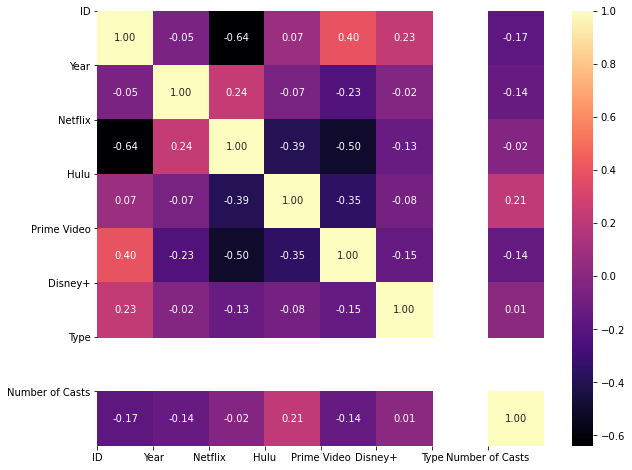 ID
1.00 -0.05 -0.64 0.07 0.40 0.23 -0.17
Year
-0.05 1.00 0.24 -0.07 -0.23 -0.02 -0.14
Netflix
-0.64 0.24 1.00 -0.39 -0.50 -0.13 -0.02
Hulu
0.07 -0.07 -0.39 1.00 -0.35 -0.08 0.21
Prime Video
0.40 -0.23 -0.50 -0.35 1.00 -0.15 -0.14
Disney+
0.23 -0.02 -0.13 -0.08 -0.15 1.00 0.01
Type
Number of Casts
-0.17 -0.14 -0.02 0.21 -0.14 0.01 1.00
ID Year Netflix Hulu Prime Video Disney+ Type Number of Casts
1.0
0.8
0.6
0.4
0.2
0.0
−0.2
−0.4
−0.6